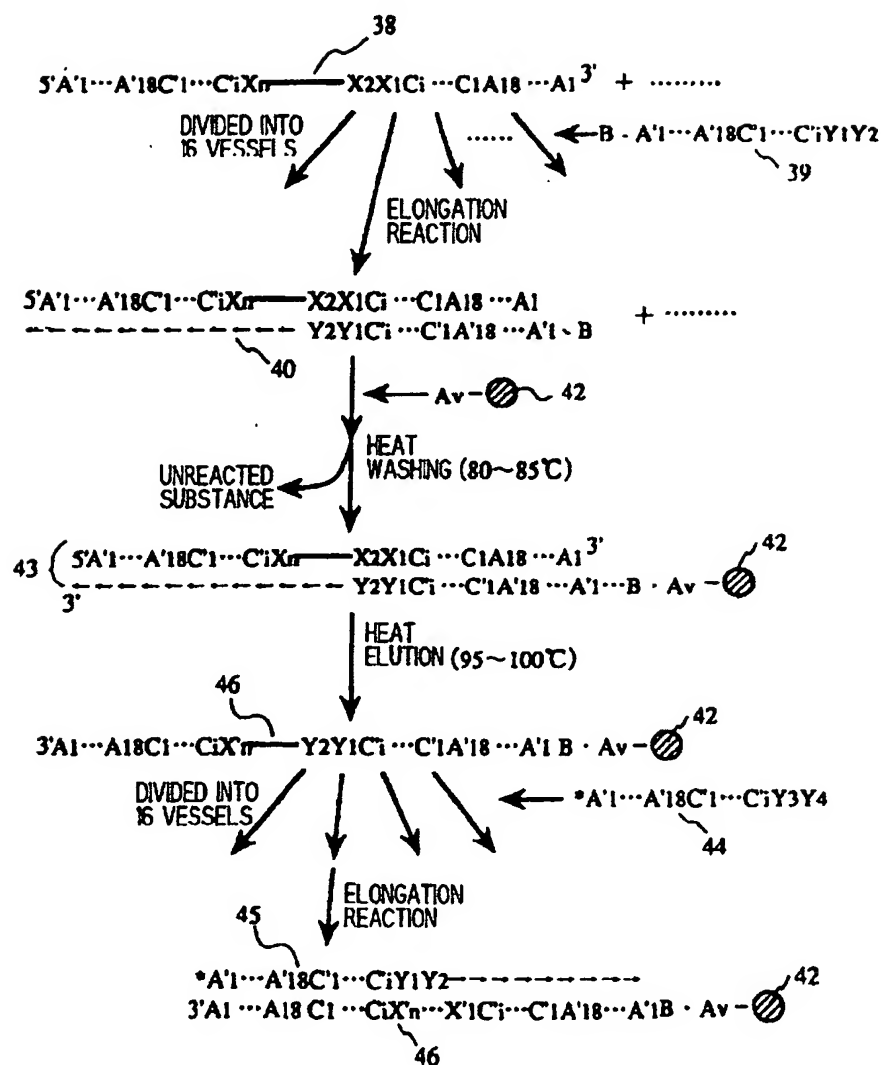 38
5'A'1···A'18C'1···C'iXn X2X1Ci···C1A18···A1 3' + ·········
DIVIDED INTO
16 VESSELS
······
B - A'1···A'18C'1···C'iY1Y2
39
ELONGATION
REACTION
5'A'1···A'18C'1···C'iXn X2X1Ci···C1A18···A1
Y2Y1C'i···C'1A'18···A'1 - B
+ ·········
40
Av- 42
HEAT
WASHING (80~85℃)
UNREACTED
SUBSTANCE
43
5'A'1···A'18C'1···C'iXn X2X1Ci···C1A18···A1 3'
42
3' Y2Y1C'i···C'1A'18···A'1···B · Av-
HEAT
ELUTION (95~100℃)
46
42
3'A1···A18C1···CiX'n Y2Y1C'i···C'1A'18···A'1 B · Av-
DIVIDED INTO
16 VESSELS
*A'1···A'18C'1···C'iY3Y4
44
ELONGATION
REACTION
45
*A'1···A'18C'1···C'iY1Y2
42
3'A1···A18 C1···CiX'n···X'1C'i···C'1A'18···A'1B · Av-
46